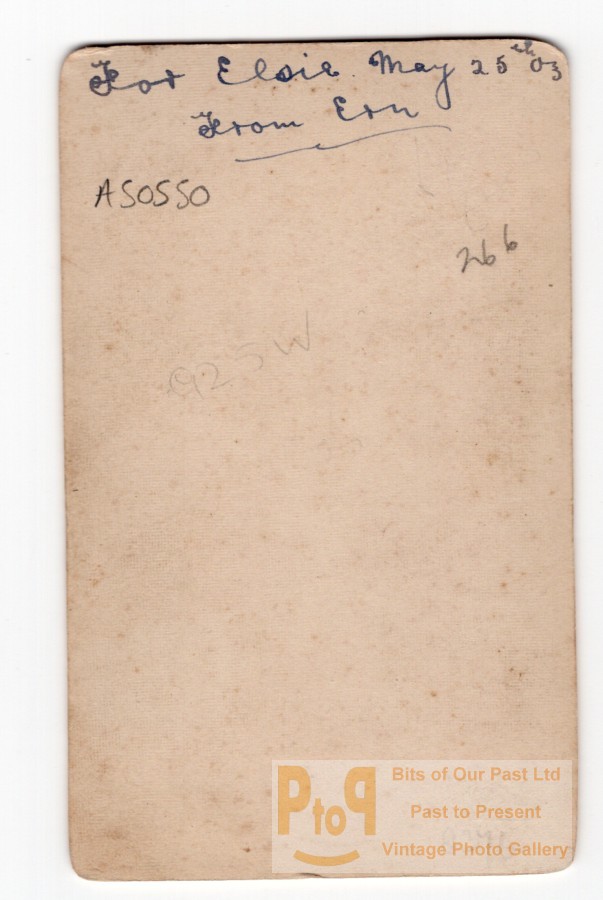 For Elsie. May 25th 03
From Ern
A50550
266
925W
PtoP
Bits of Our Past Ltd
Past to Present
Vintage Photo Gallery